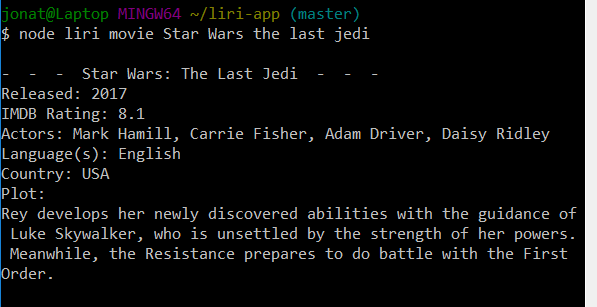 jonat@Laptop MINGW64 ~/liri-app (master)
$ node liri movie Star Wars the last jedi
- - - Star Wars: The Last Jedi - - -
Released: 2017
IMDB Rating: 8.1
Actors: Mark Hamill, Carrie Fisher, Adam Driver, Daisy Ridley
Language(s): English
Country: USA
Plot:
Rey develops her newly discovered abilities with the guidance of
Luke Skywalker, who is unsettled by the strength of her powers.
Meanwhile, the Resistance prepares to do battle with the First
Order.